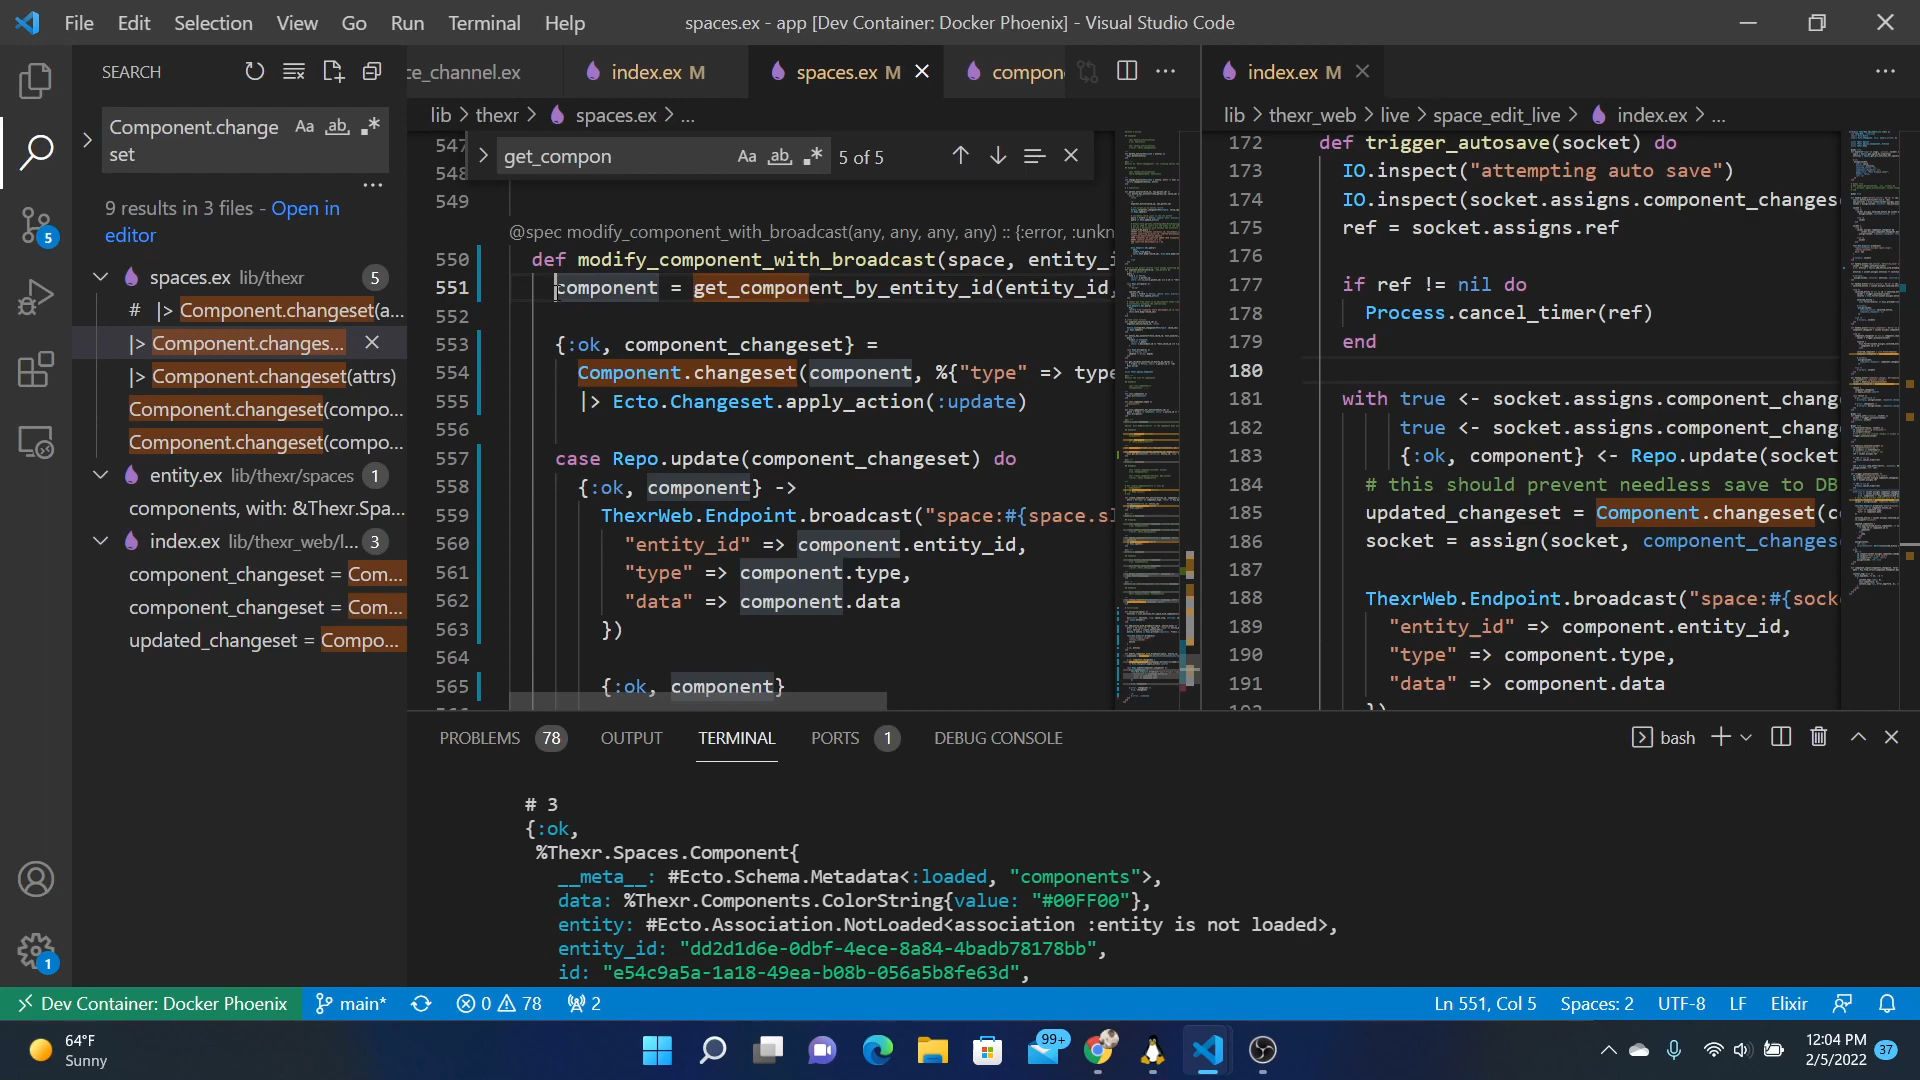 File Edit Selection View Go Run Terminal Help
spaces.ex - app [Dev Container: Docker Phoenix] - Visual Studio Code
SEARCH
Component.change
set
Aa ab .*
9 results in 3 files - Open in
editor
spaces.ex lib/thexr 5
# |> Component.changeset(a...
|> Component.changes...
|> Component.changeset(attrs)
Component.changeset(compo...
Component.changeset(compo...
entity.ex lib/thexr/spaces 1
components, with: &Thexr.Spa...
index.ex lib/thexr_web/l... 3
component_changeset = Com...
component_changeset = Com...
updated_changeset = Compo...
5
1
ce_channel.ex index.ex M spaces.ex M compon
lib > thexr > spaces.ex > ...
get_compon Aa ab .* 5 of 5
547
548
549
@spec modify_component_with_broadcast(any, any, any, any) :: {:error, :unkn
550 def modify_component_with_broadcast(space, entity_i
551 component = get_component_by_entity_id(entity_id,
552
553 {:ok, component_changeset} =
554 Component.changeset(component, %{"type" => type
555 |> Ecto.Changeset.apply_action(:update)
556
557 case Repo.update(component_changeset) do
558 {:ok, component} ->
559 ThexrWeb.Endpoint.broadcast("space:#{space.sl
560 "entity_id" => component.entity_id,
561 "type" => component.type,
562 "data" => component.data
563 })
564
565 {:ok, component}
index.ex M
lib > thexr_web > live > space_edit_live > index.ex > ...
172 def trigger_autosave(socket) do
173 IO.inspect("attempting auto save")
174 IO.inspect(socket.assigns.component_changes
175 ref = socket.assigns.ref
176
177 if ref != nil do
178 Process.cancel_timer(ref)
179 end
180
181 with true <- socket.assigns.component_chang
182 true <- socket.assigns.component_chang
183 {:ok, component} <- Repo.update(socket
184 # this should prevent needless save to DB
185 updated_changeset = Component.changeset(c
186 socket = assign(socket, component_changes
187
188 ThexrWeb.Endpoint.broadcast("space:#{sock
189 "entity_id" => component.entity_id,
190 "type" => component.type,
191 "data" => component.data
192 })
PROBLEMS 78 OUTPUT TERMINAL PORTS 1 DEBUG CONSOLE
bash
# 3
{:ok,
%Thexr.Spaces.Component{
__meta__: #Ecto.Schema.Metadata<:loaded, "components">,
data: %Thexr.Components.ColorString{value: "#00FF00"},
entity: #Ecto.Association.NotLoaded<association :entity is not loaded>,
entity_id: "dd2d1d6e-0dbf-4ece-8a84-4badb78178bb",
id: "e54c9a5a-1a18-49ea-b08b-056a5b8fe63d",
Dev Container: Docker Phoenix main* 0 78 2
Ln 551, Col 5 Spaces: 2 UTF-8 LF Elixir
64°F
Sunny
99+
12:04 PM
2/5/2022
37